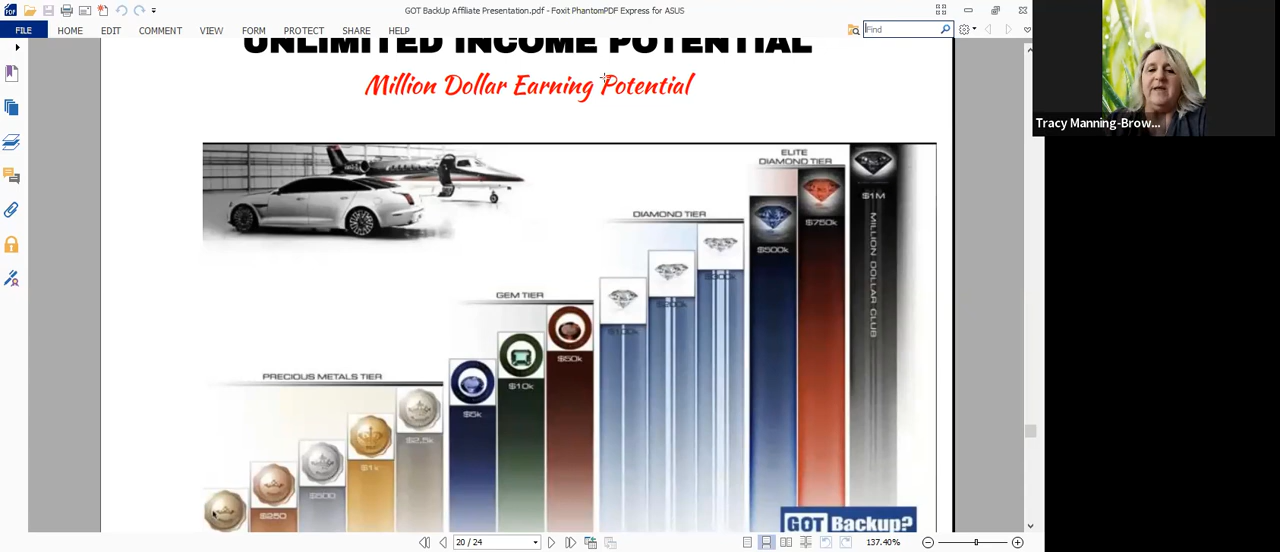 GOT BackUp Affiliate Presentation.pdf - Foxit PhantomPDF Express for ASUS
FILE HOME COMMENT VIEW FORM PROTECT SHARE HELP
Find
UNLIMITED INCOME POTENTIAL
Million Dollar Earning Potential
Tracy Manning-Brow...
ELITE
DIAMOND TIER
$1M
MILLION DOLLAR CLUB
$750k
$500k
DIAMOND TIER
GEM TIER
$50k
$10k
$5k
PRECIOUS METALS TIER
$2.5k
$1k
$500
$250
GOT Backup?
20 / 24
137.40%